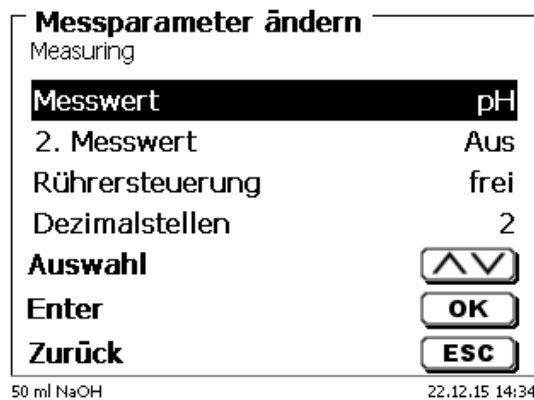 Messparameter ändern
Measuring
Messwert pH
2. Messwert Aus
Rührersteuerung frei
Dezimalstellen 2
Auswahl
Enter OK
Zurück ESC
50 ml NaOH 22.12.15 14:34